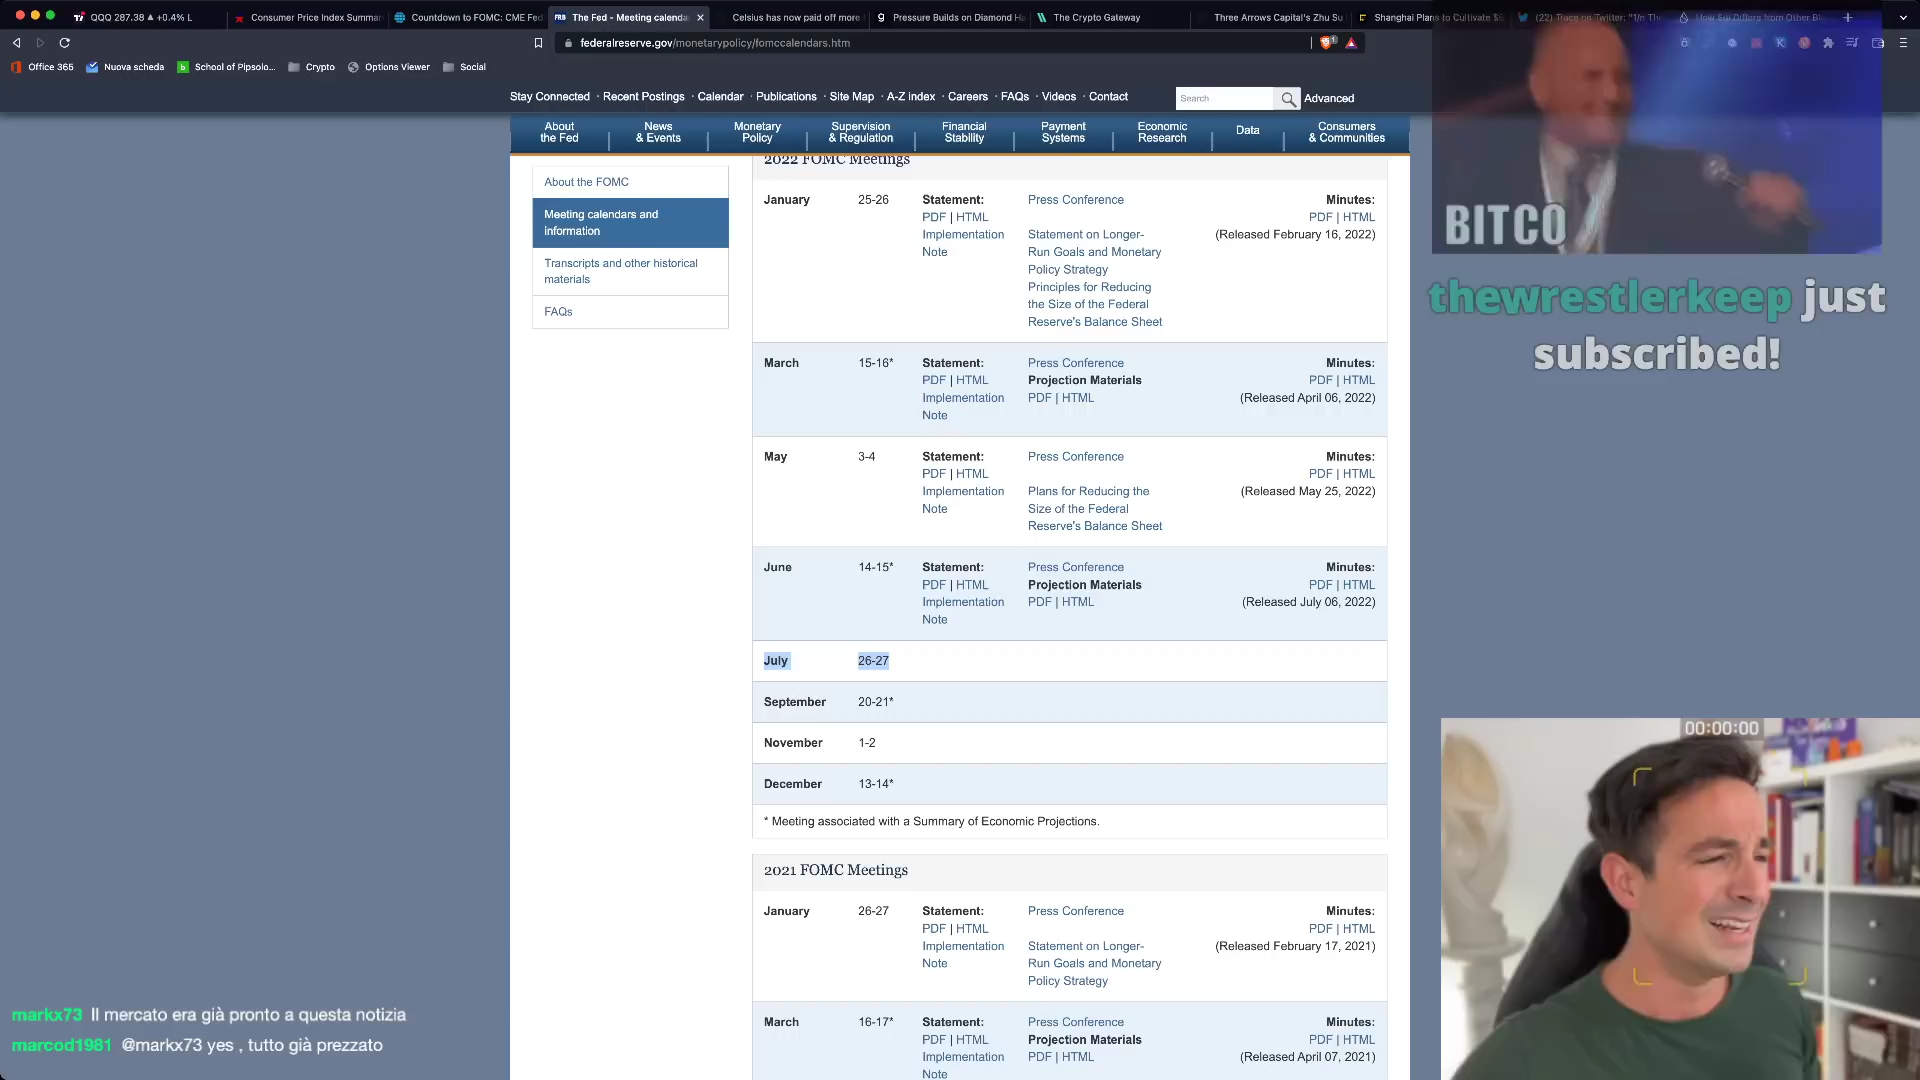 QQQ 287.38 ▲ +0.4% L
Consumer Price Index Summar
Countdown to FOMC: CME Fed
The Fed - Meeting calenda
Celsius has now paid off more
Pressure Builds on Diamond Ha
The Crypto Gateway
Three Arrows Capital's Zhu Su
Shanghai Plans to Cultivate $
(22) Trace on Twitter: "1/n Th
How Eul Differs from Other
federalreserve.gov/monetarypolicy/fomccalendars.htm
Office 365
Nuova scheda
School of Pipsolo...
Crypto
Options Viewer
Social
Stay Connected · Recent Postings · Calendar · Publications · Site Map · A-Z index · Careers · FAQs · Videos · Contact
Search
Advanced
About the Fed
News & Events
Monetary Policy
Supervision & Regulation
Financial Stability
Payment Systems
Economic Research
Data
Consumers & Communities
About the FOMC
Meeting calendars and
information
Transcripts and other historical
materials
FAQs
2022 FOMC Meetings
January 25-26 Statement: Press Conference Minutes:
PDF | HTML PDF | HTML
Implementation Statement on Longer- (Released February 16, 2022)
Note Run Goals and Monetary
Policy Strategy
Principles for Reducing
the Size of the Federal
Reserve's Balance Sheet
March 15-16* Statement: Press Conference Minutes:
PDF | HTML Projection Materials PDF | HTML
Implementation PDF | HTML (Released April 06, 2022)
Note
May 3-4 Statement: Press Conference Minutes:
PDF | HTML PDF | HTML
Implementation Plans for Reducing the (Released May 25, 2022)
Note Size of the Federal
Reserve's Balance Sheet
June 14-15* Statement: Press Conference Minutes:
PDF | HTML Projection Materials PDF | HTML
Implementation PDF | HTML (Released July 06, 2022)
Note
July 26-27
September 20-21*
November 1-2
December 13-14*
* Meeting associated with a Summary of Economic Projections.
2021 FOMC Meetings
January 26-27 Statement: Press Conference Minutes:
PDF | HTML PDF | HTML
Implementation Statement on Longer- (Released February 17, 2021)
Note Run Goals and Monetary
Policy Strategy
March 16-17* Statement: Press Conference Minutes:
PDF | HTML Projection Materials PDF | HTML
Implementation PDF | HTML (Released April 07, 2021)
Note
BITCO
thewrestlerkeep just
subscribed!
00:00:00
markx73 Il mercato era già pronto a questa notizia
marcod1981 @markx73 yes , tutto già prezzato